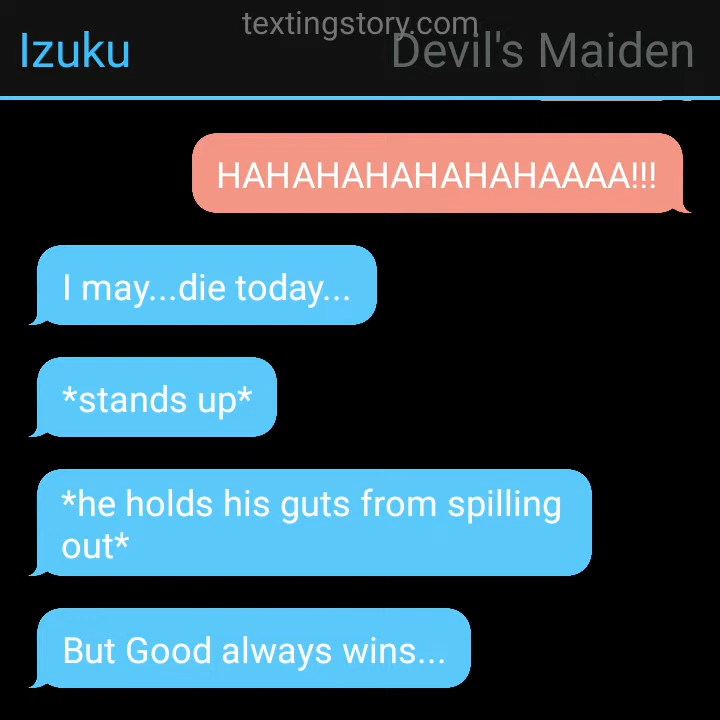 textingstory.com
Izuku
Devil's Maiden
HAHAHAHAHAHAHAAAA!!!
I may...die today...
*stands up*
*he holds his guts from spilling
out*
But Good always wins...